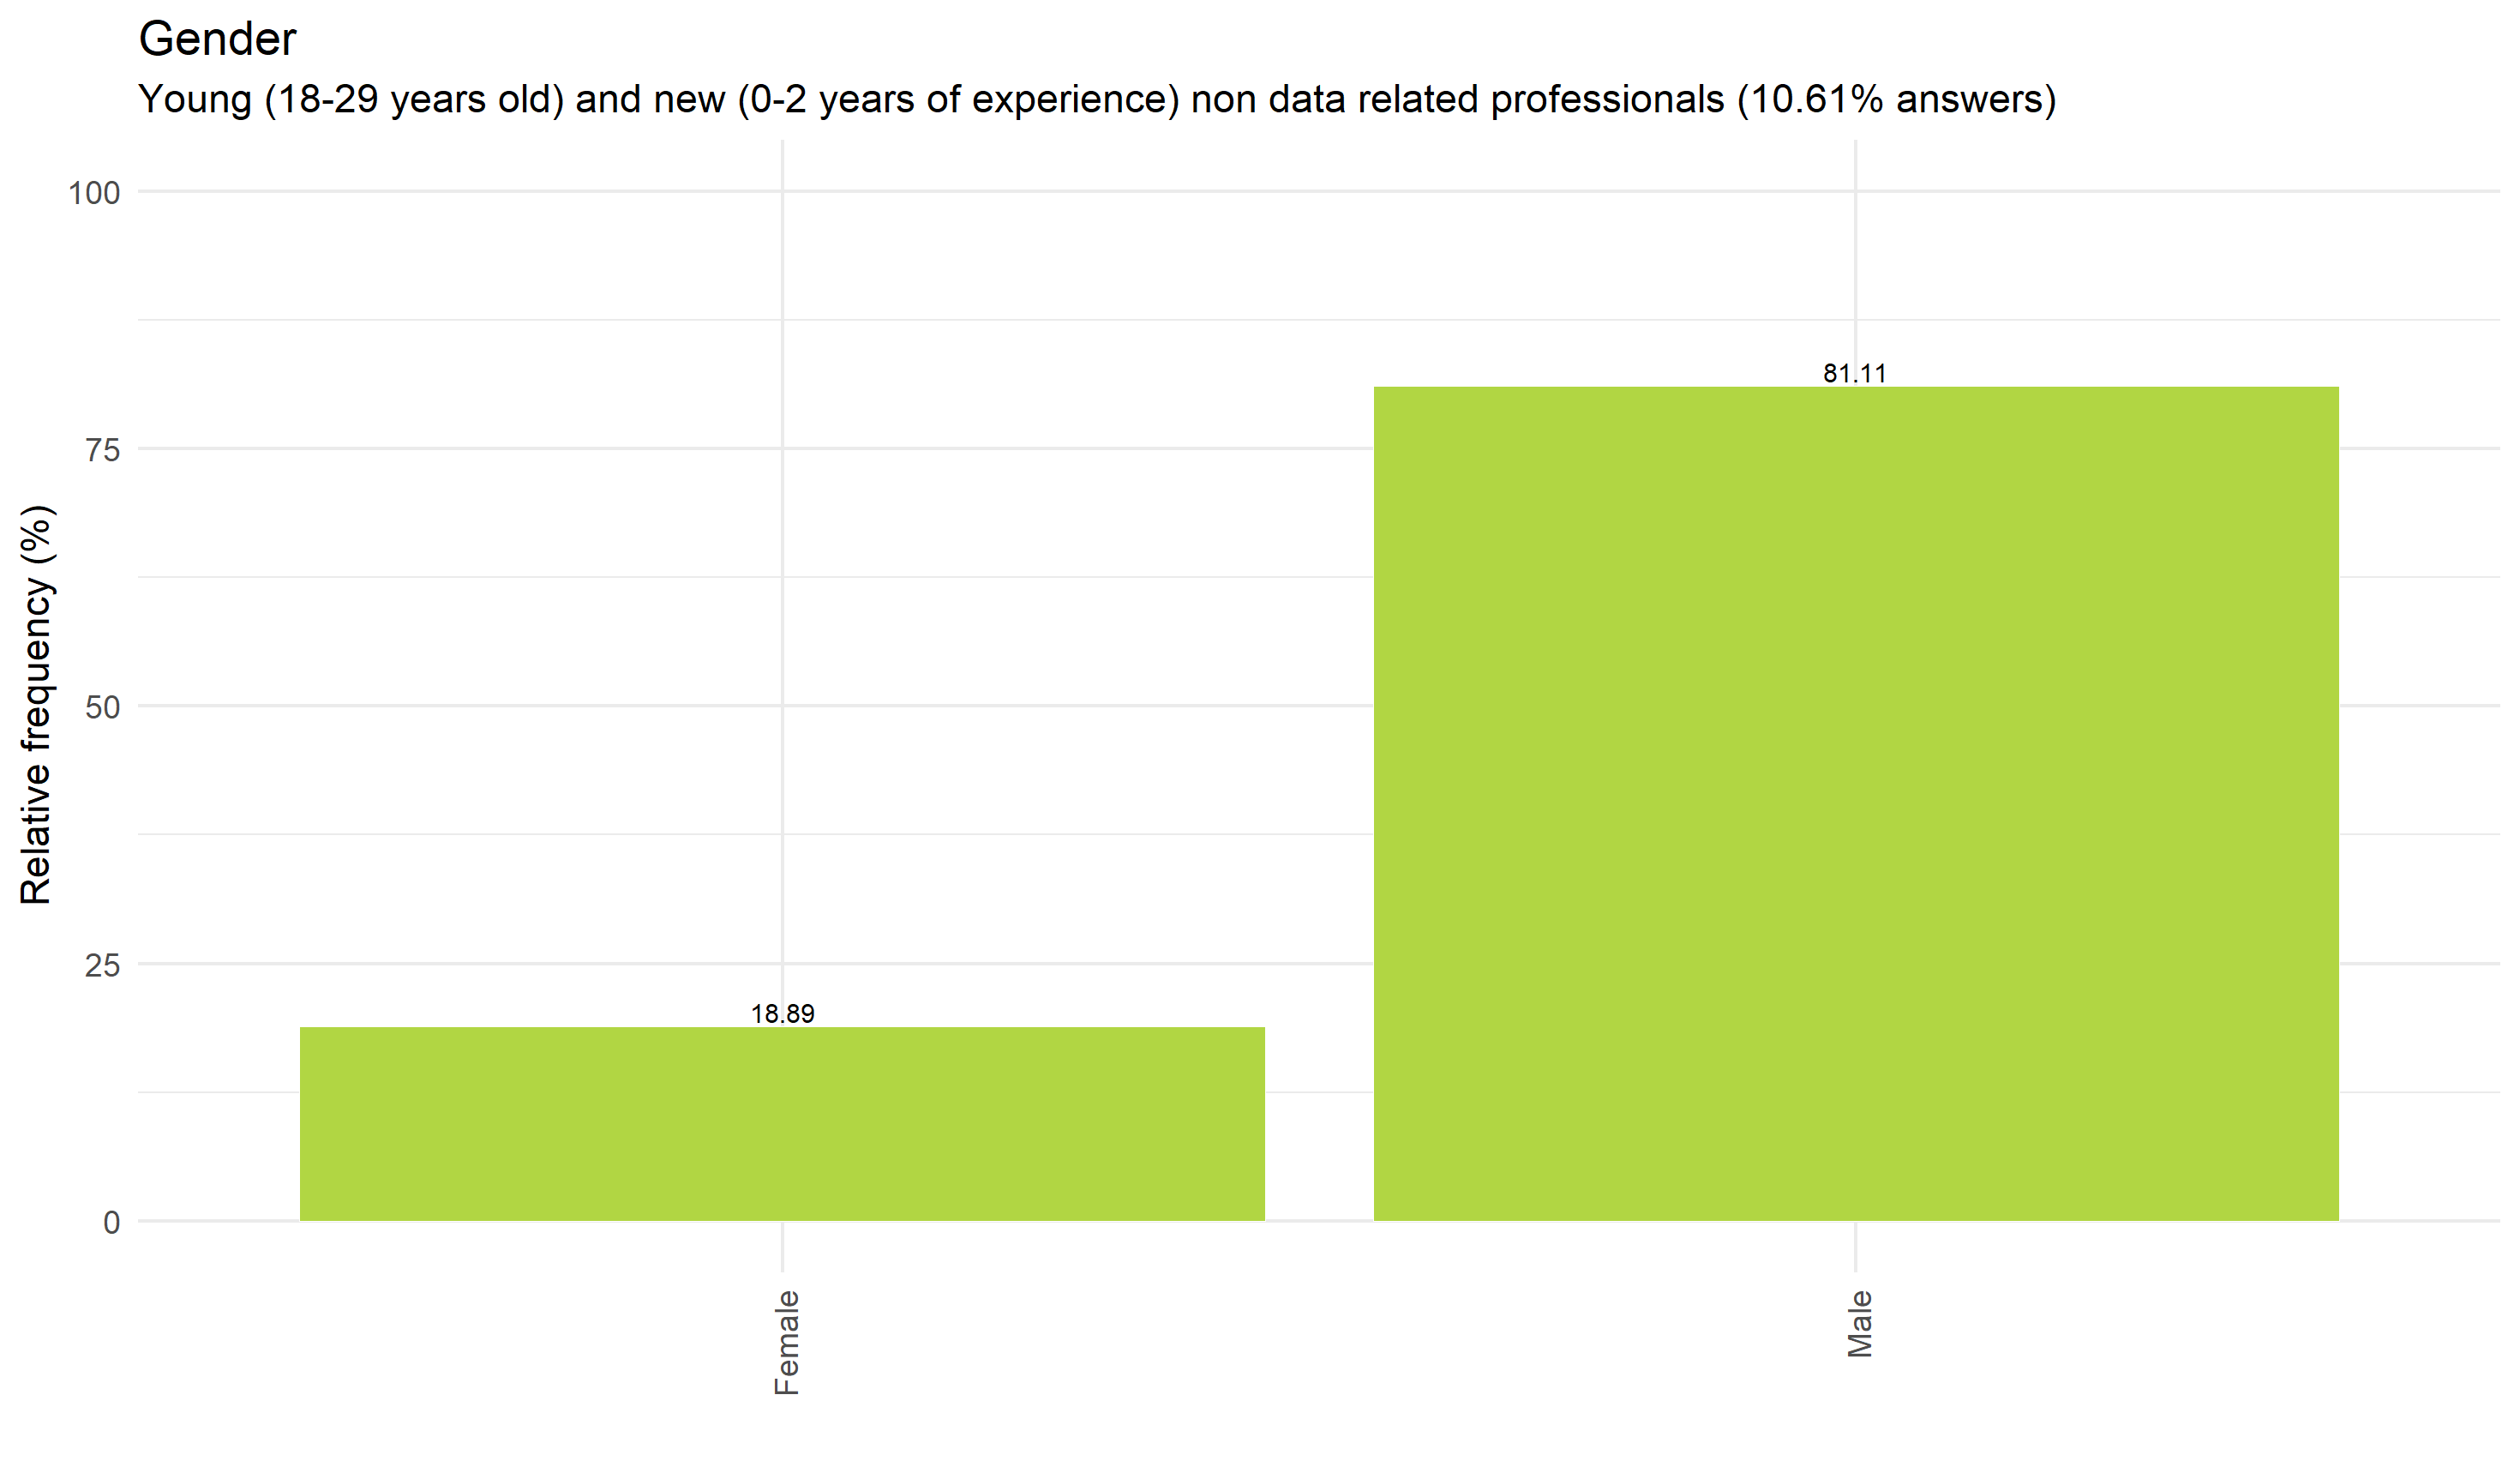 Gender
Young (18-29 years old) and new (0-2 years of experience) non data related professionals (10.61% answers)
Relative frequency (%)
100
75
50
25
0
81.11
18.89
Female
Male